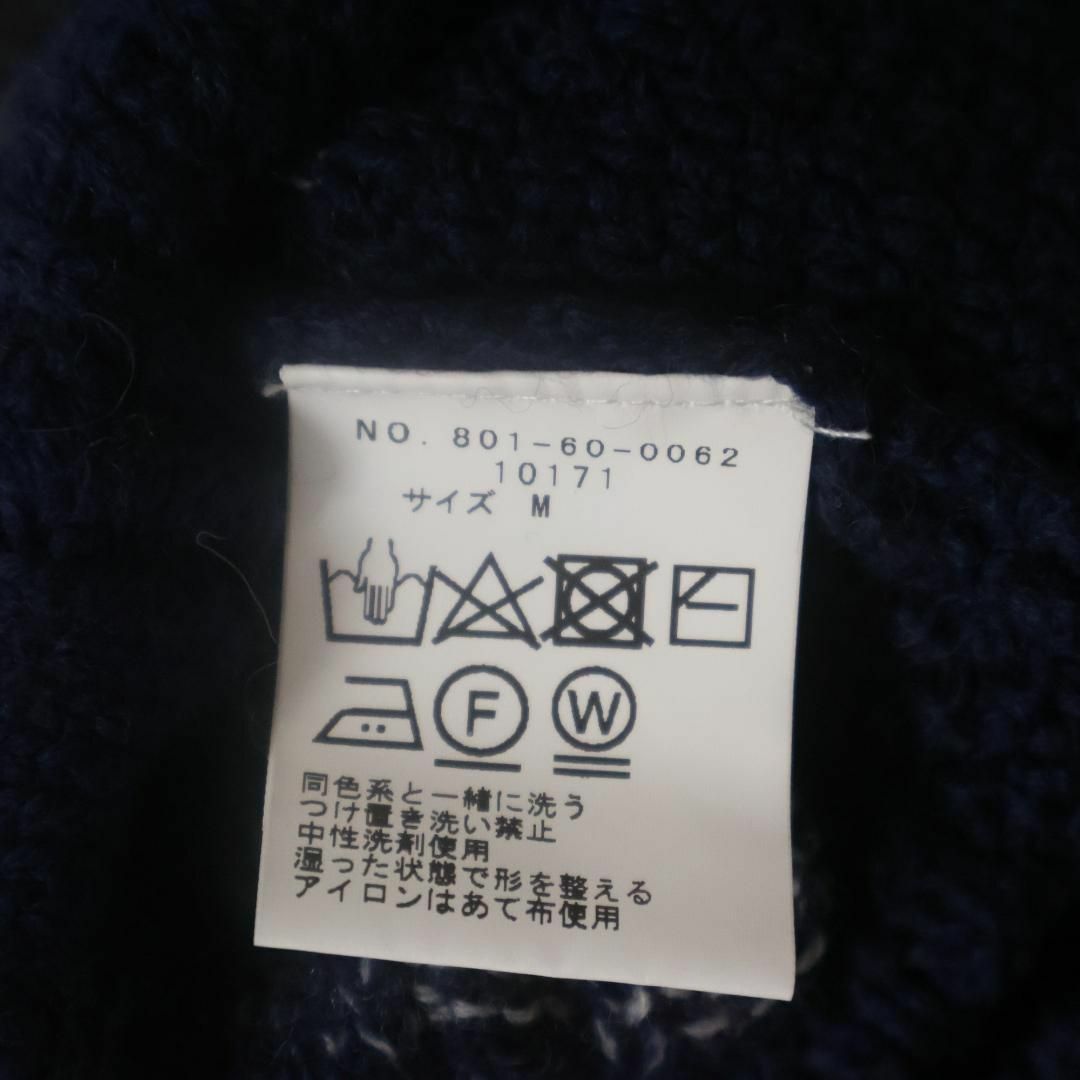 NO. 801-60-0062
10171
サイズ M
F W
同色系と一緒に洗う
つけ置き洗い禁止
中性洗剤使用
湿った状態で形を整える
アイロンはあて布使用